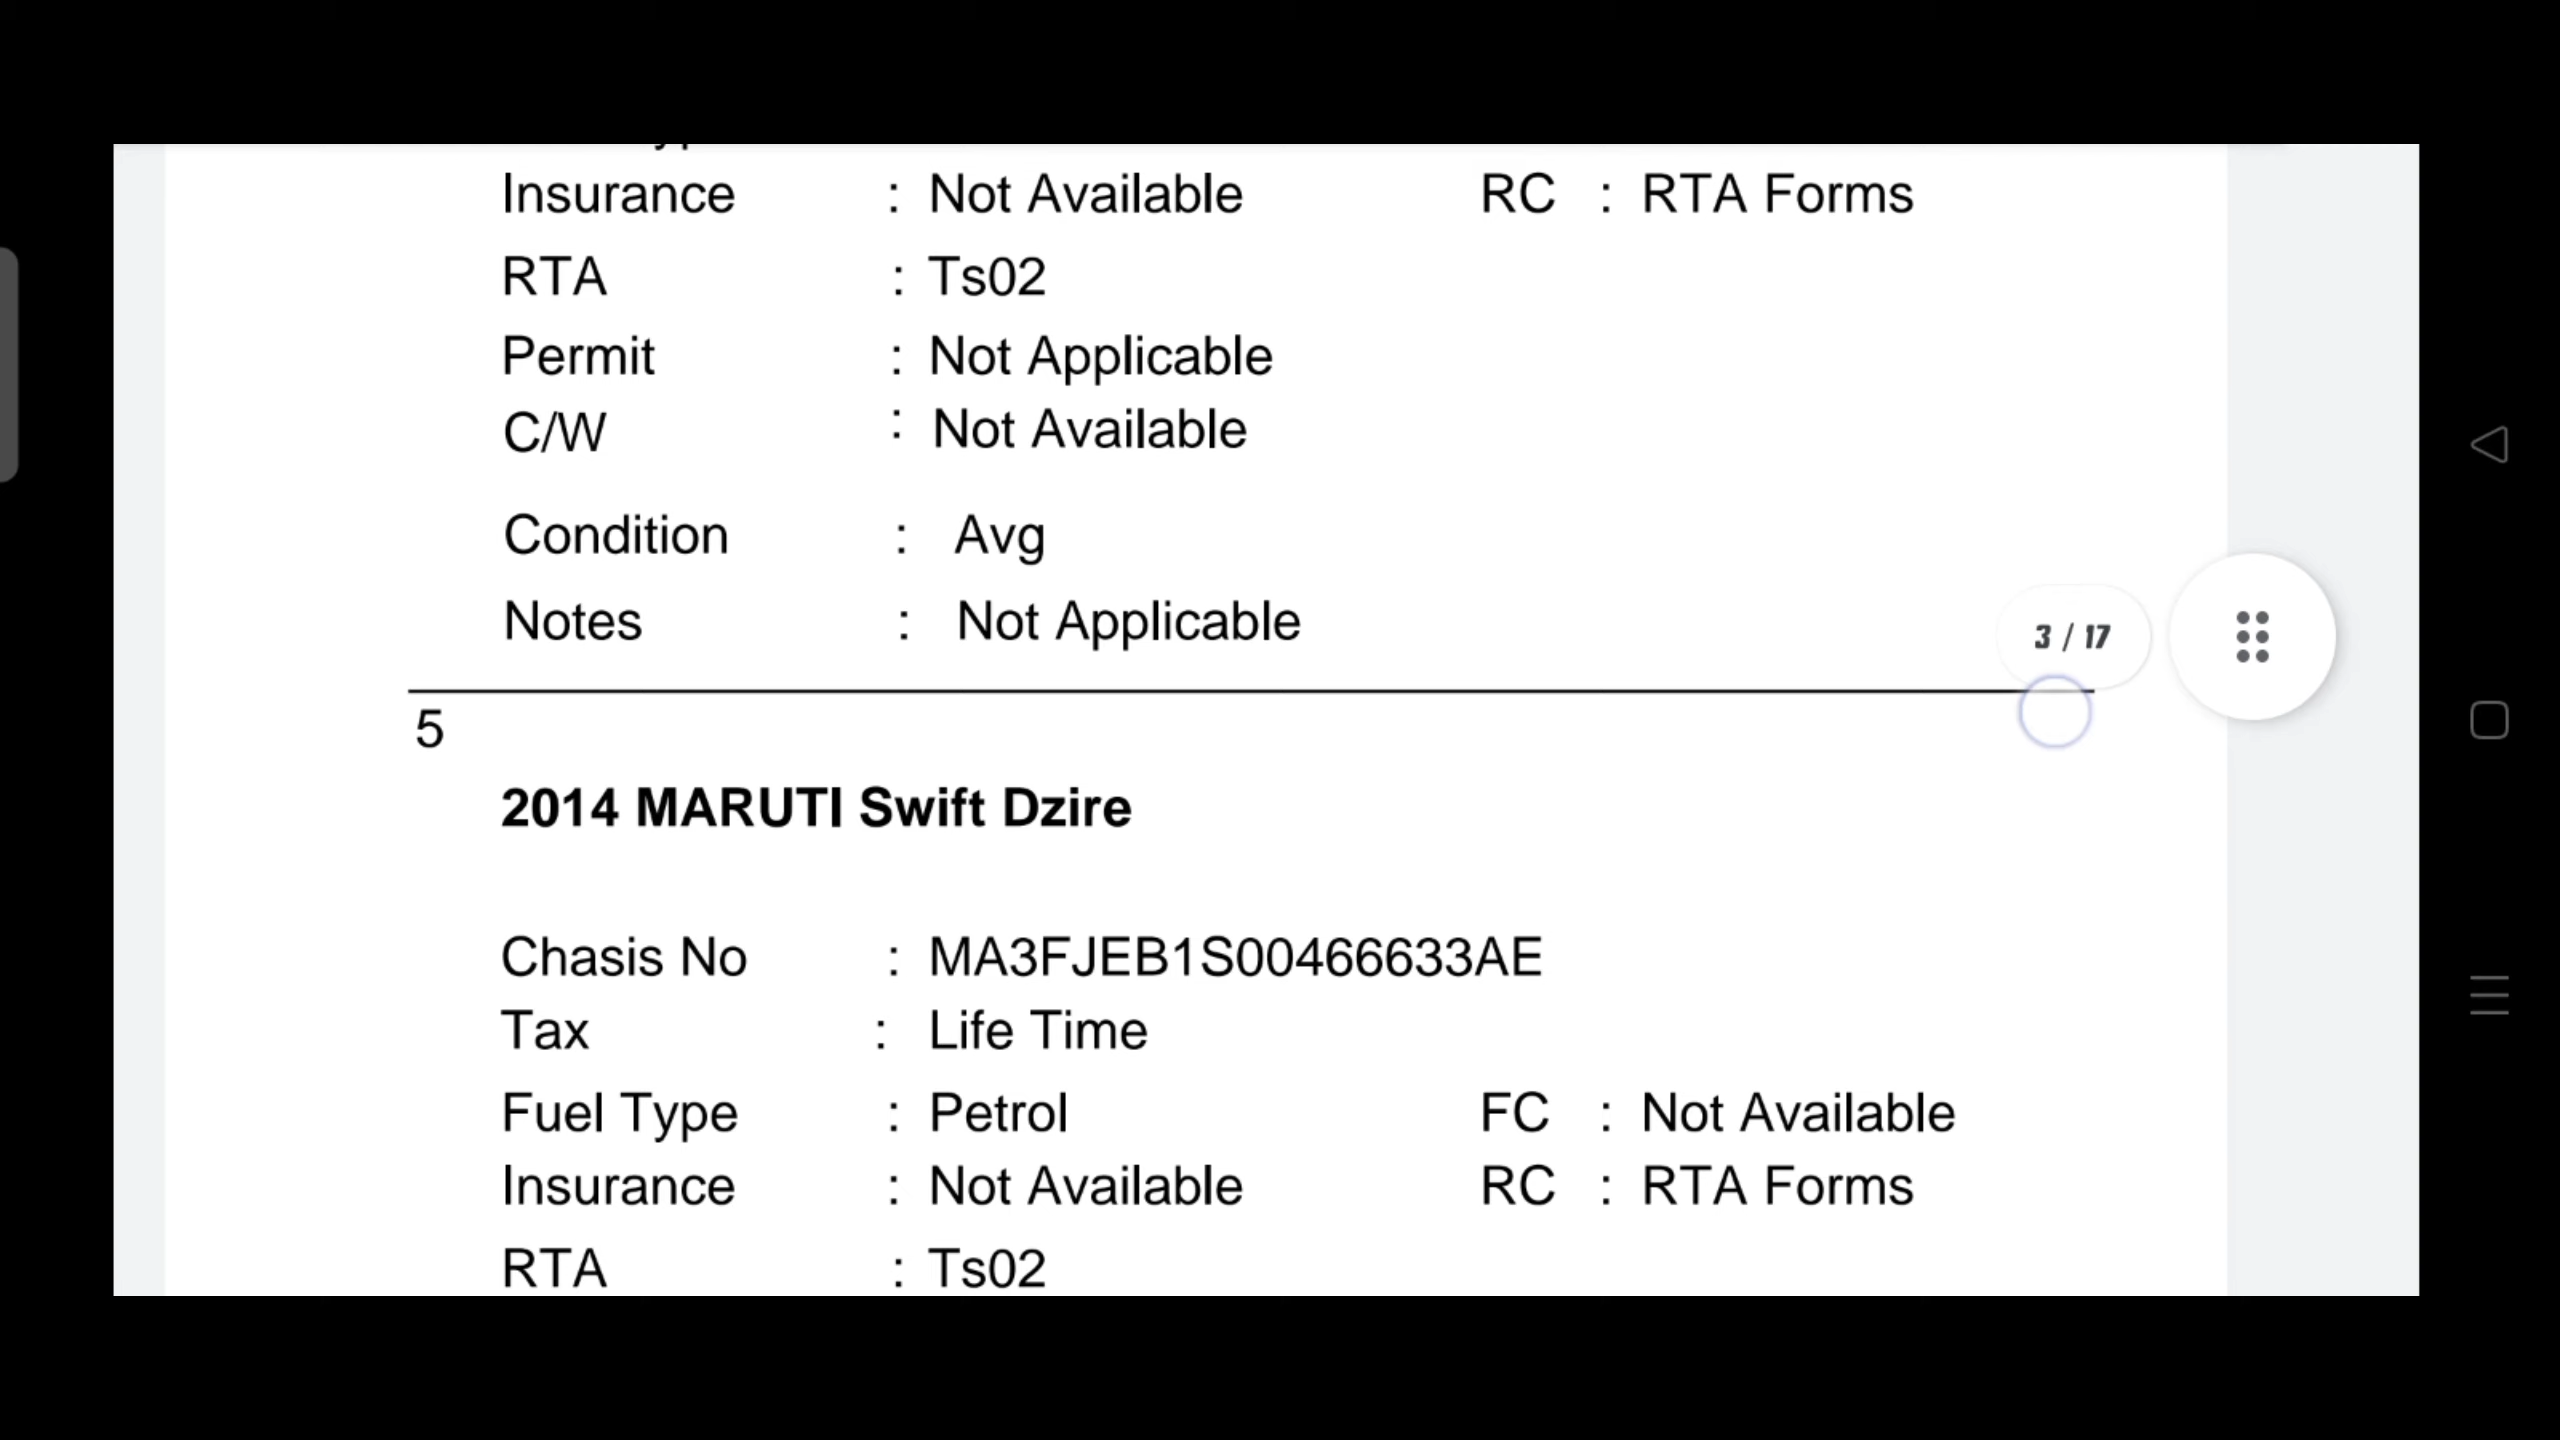 Insurance : Not Available RC : RTA Forms
RTA : Ts02
Permit : Not Applicable
C/W : Not Available
Condition : Avg
Notes : Not Applicable
3 / 17
5
2014 MARUTI Swift Dzire
Chasis No : MA3FJEB1S00466633AE
Tax : Life Time
Fuel Type : Petrol FC : Not Available
Insurance : Not Available RC : RTA Forms
RTA : Ts02